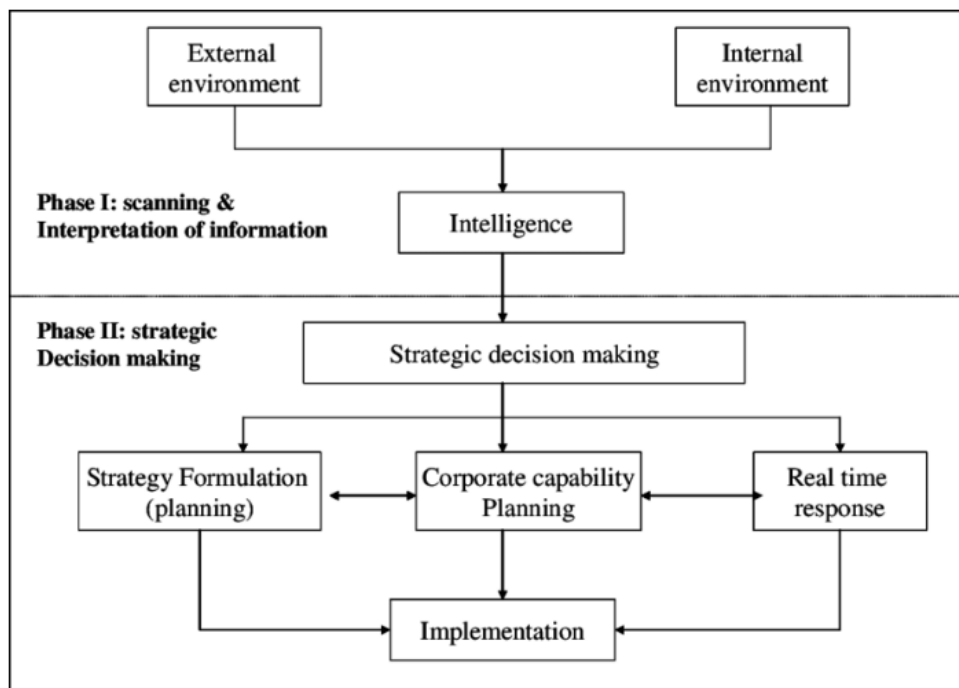 External
environment
Internal
environment
Phase I: scanning &
Interpretation of information
Intelligence
Phase II: strategic
Decision making
Strategic decision making
Strategy Formulation
(planning)
Corporate capability
Planning
Real time
response
Implementation